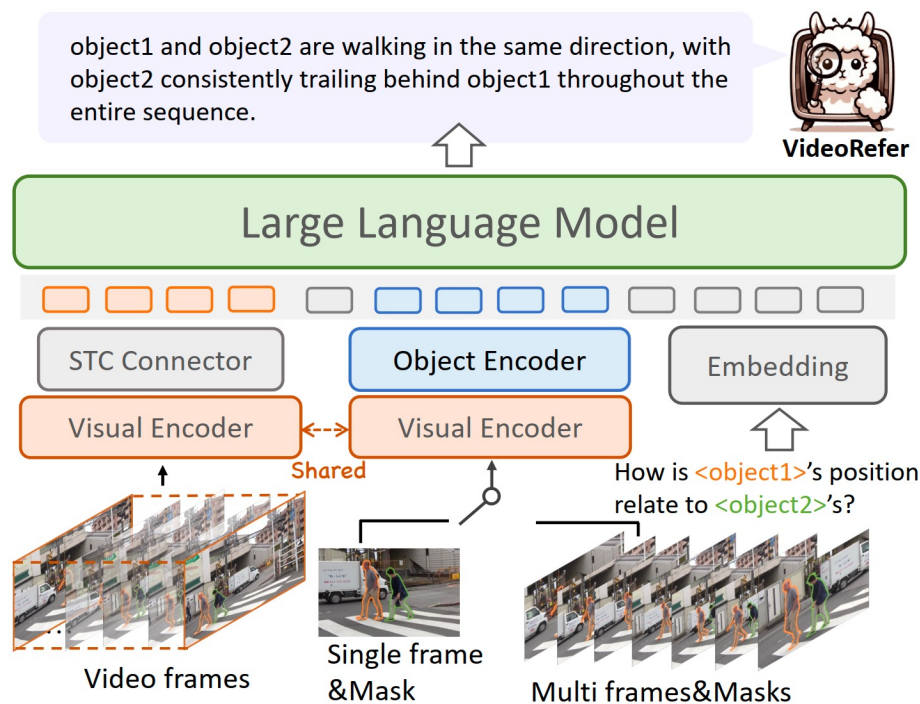 object1 and object2 are walking in the same direction, with
object2 consistently trailing behind object1 throughout the
entire sequence.
VideoRefer
Large Language Model
STC Connector
Object Encoder
Embedding
Visual Encoder
Visual Encoder
Shared
How is <object1>'s position
relate to <object2>'s?
...
Video frames
Single frame
&Mask
Multi frames&Masks